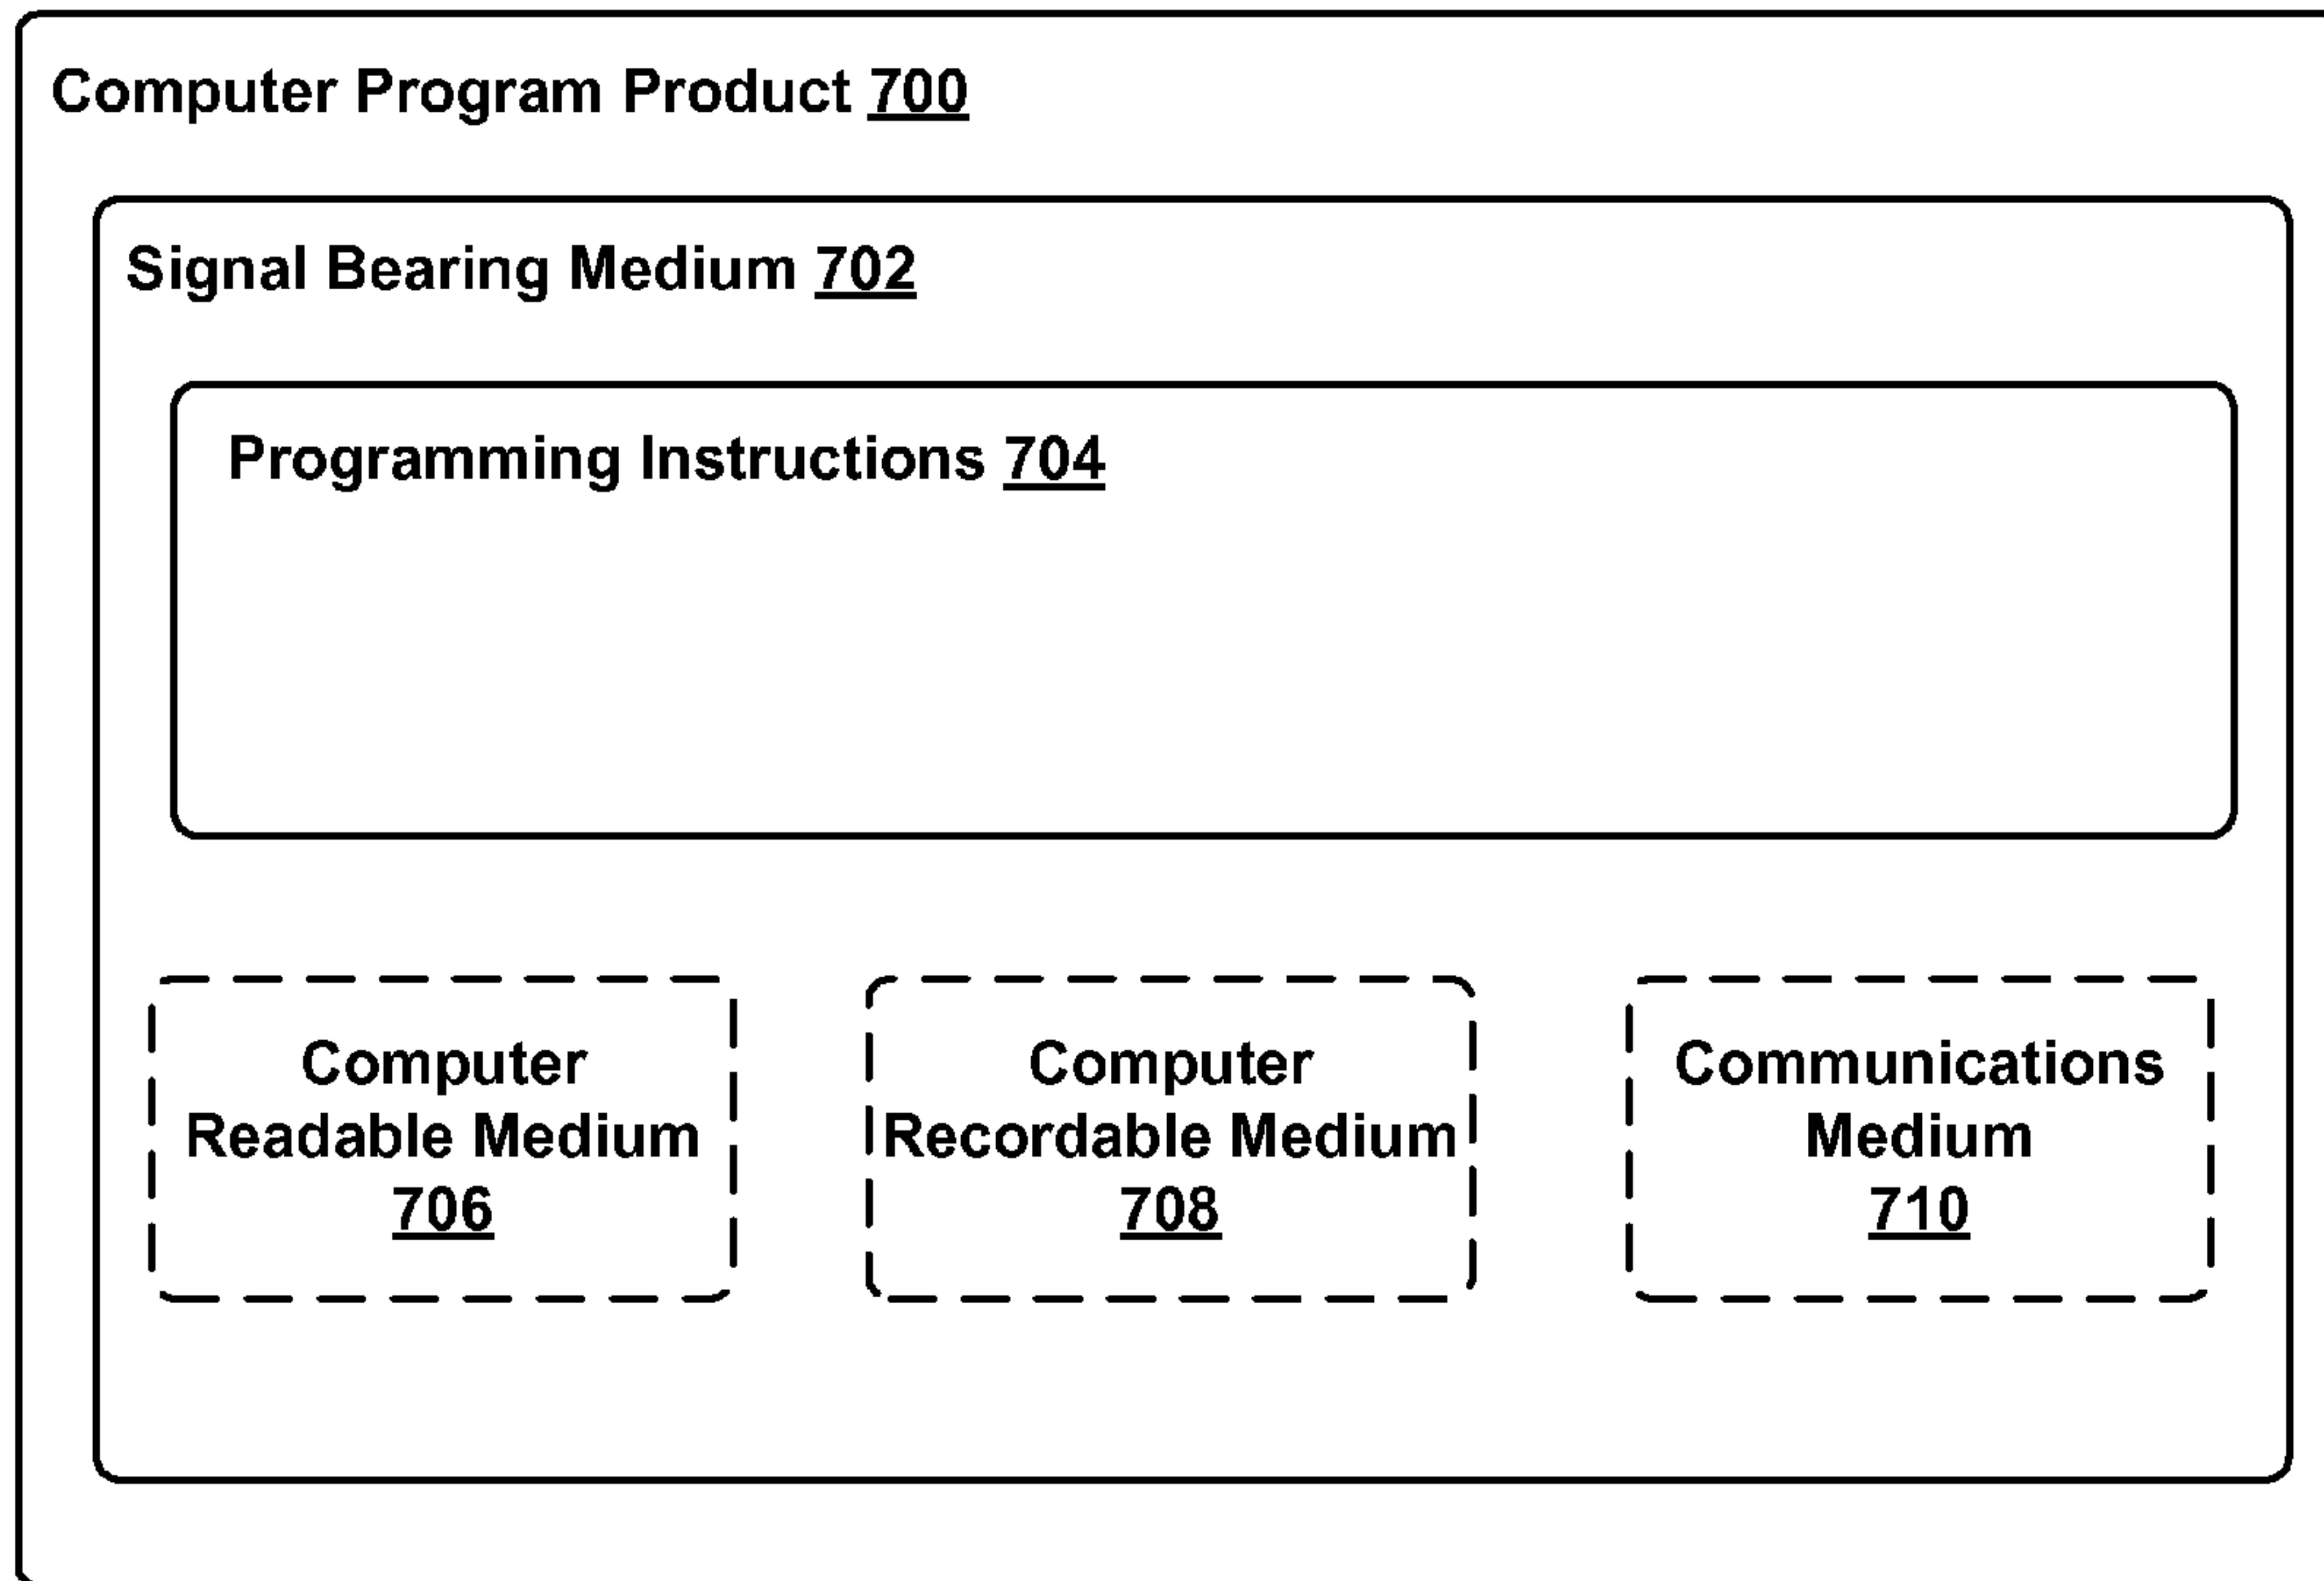 Computer Program Product 700
Signal Bearing Medium 702
Programming Instructions 704
Computer
Readable Medium
706
Computer
Recordable Medium
708
Communications
Medium
710